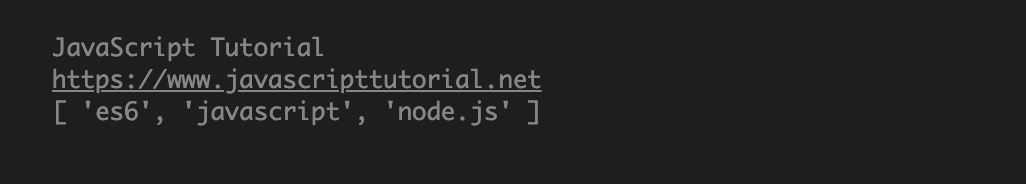 JavaScript Tutorial
https://www.javascripttutorial.net
[ 'es6', 'javascript', 'node.js' ]